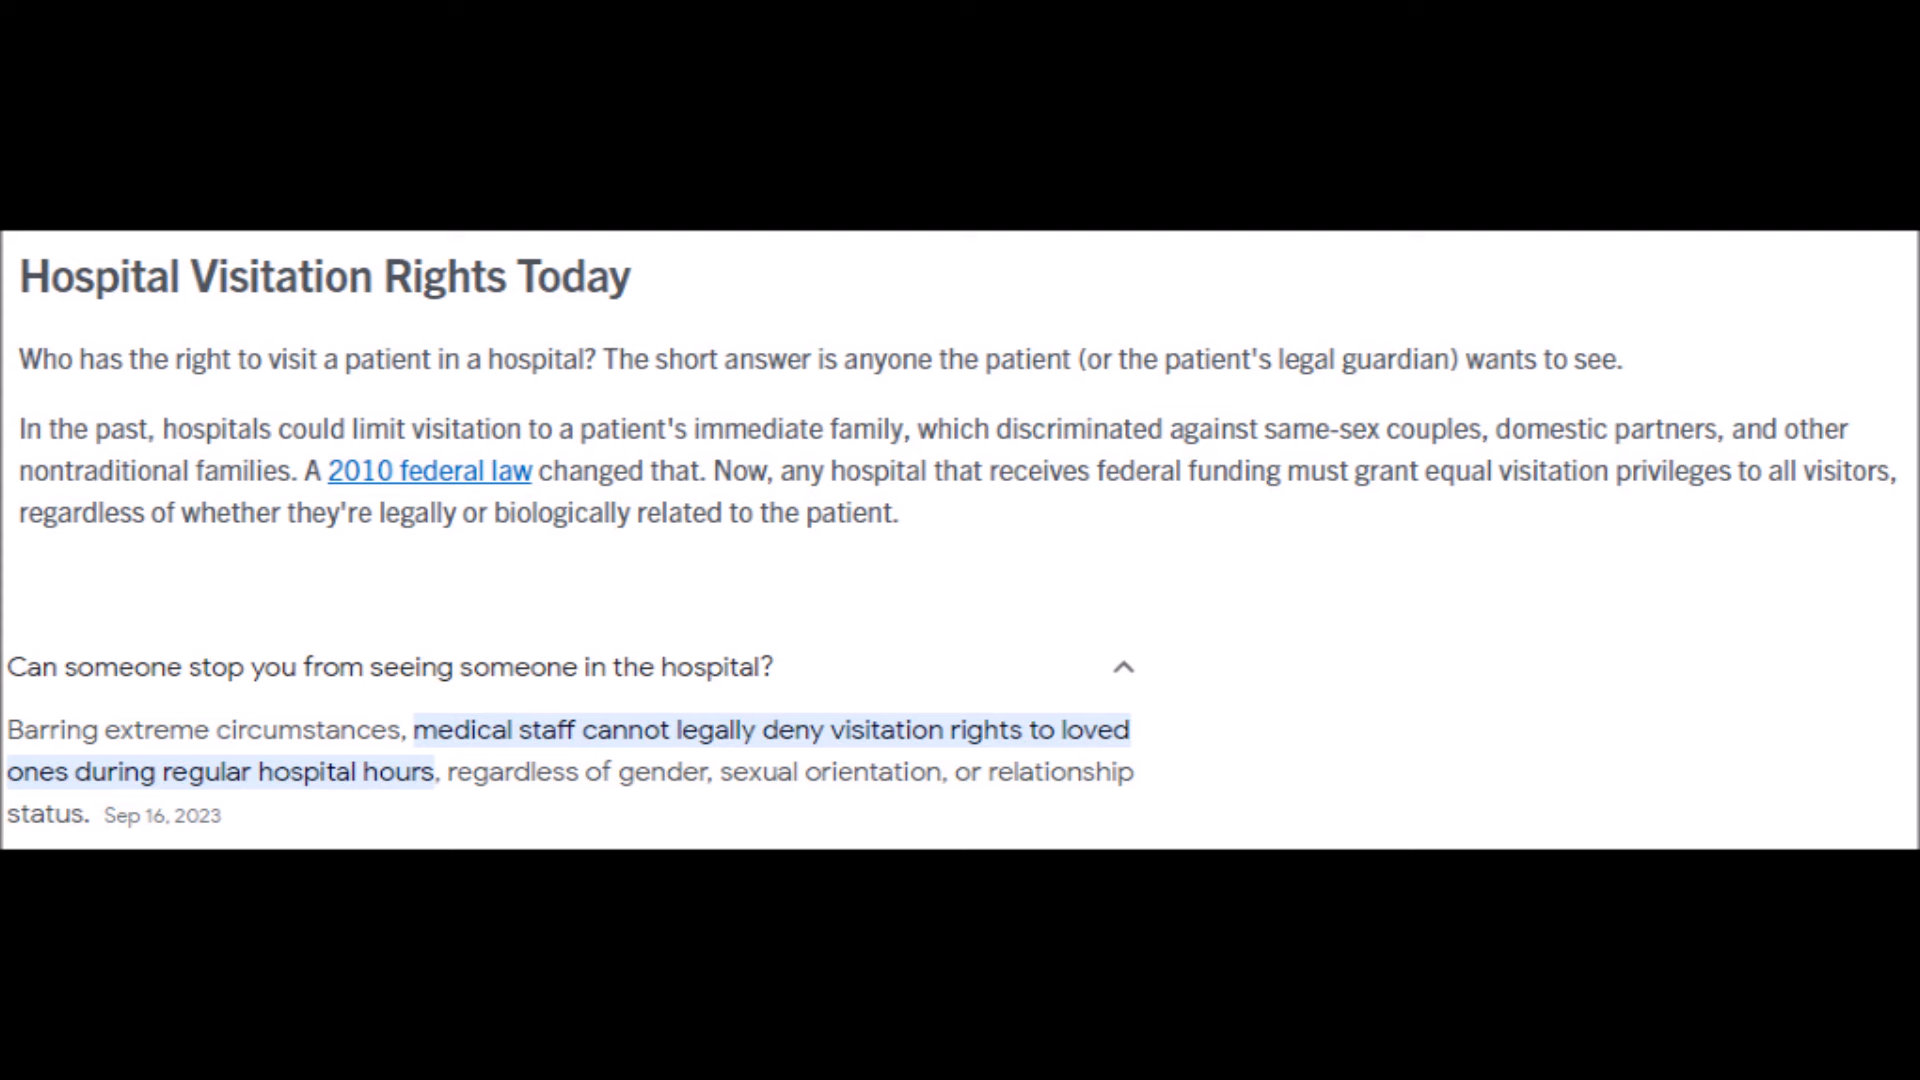 Hospital Visitation Rights Today
Who has the right to visit a patient in a hospital? The short answer is anyone the patient (or the patient's legal guardian) wants to see.
In the past, hospitals could limit visitation to a patient's immediate family, which discriminated against same-sex couples, domestic partners, and other
nontraditional families. A 2010 federal law changed that. Now, any hospital that receives federal funding must grant equal visitation privileges to all visitors,
regardless of whether they're legally or biologically related to the patient.
Can someone stop you from seeing someone in the hospital?
Barring extreme circumstances, medical staff cannot legally deny visitation rights to loved
ones during regular hospital hours, regardless of gender, sexual orientation, or relationship
status. Sep 16, 2023